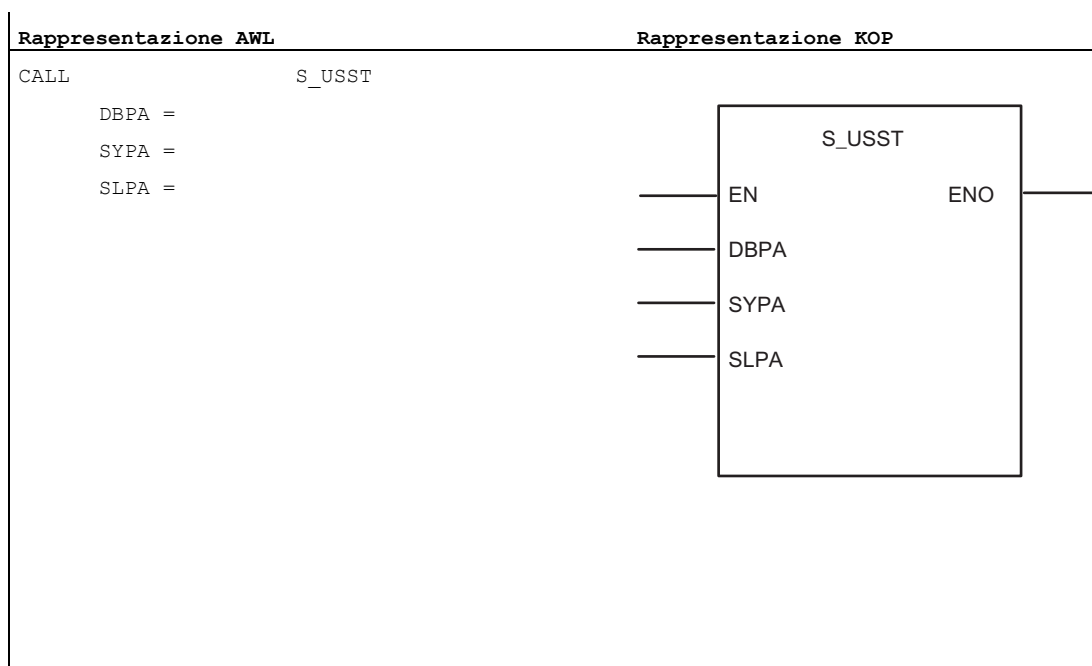 Rappresentazione AWL
Rappresentazione KOP
CALL S_USST
DBPA =
SYPA =
SLPA =
S_USST
EN ENO
DBPA
SYPA
SLPA